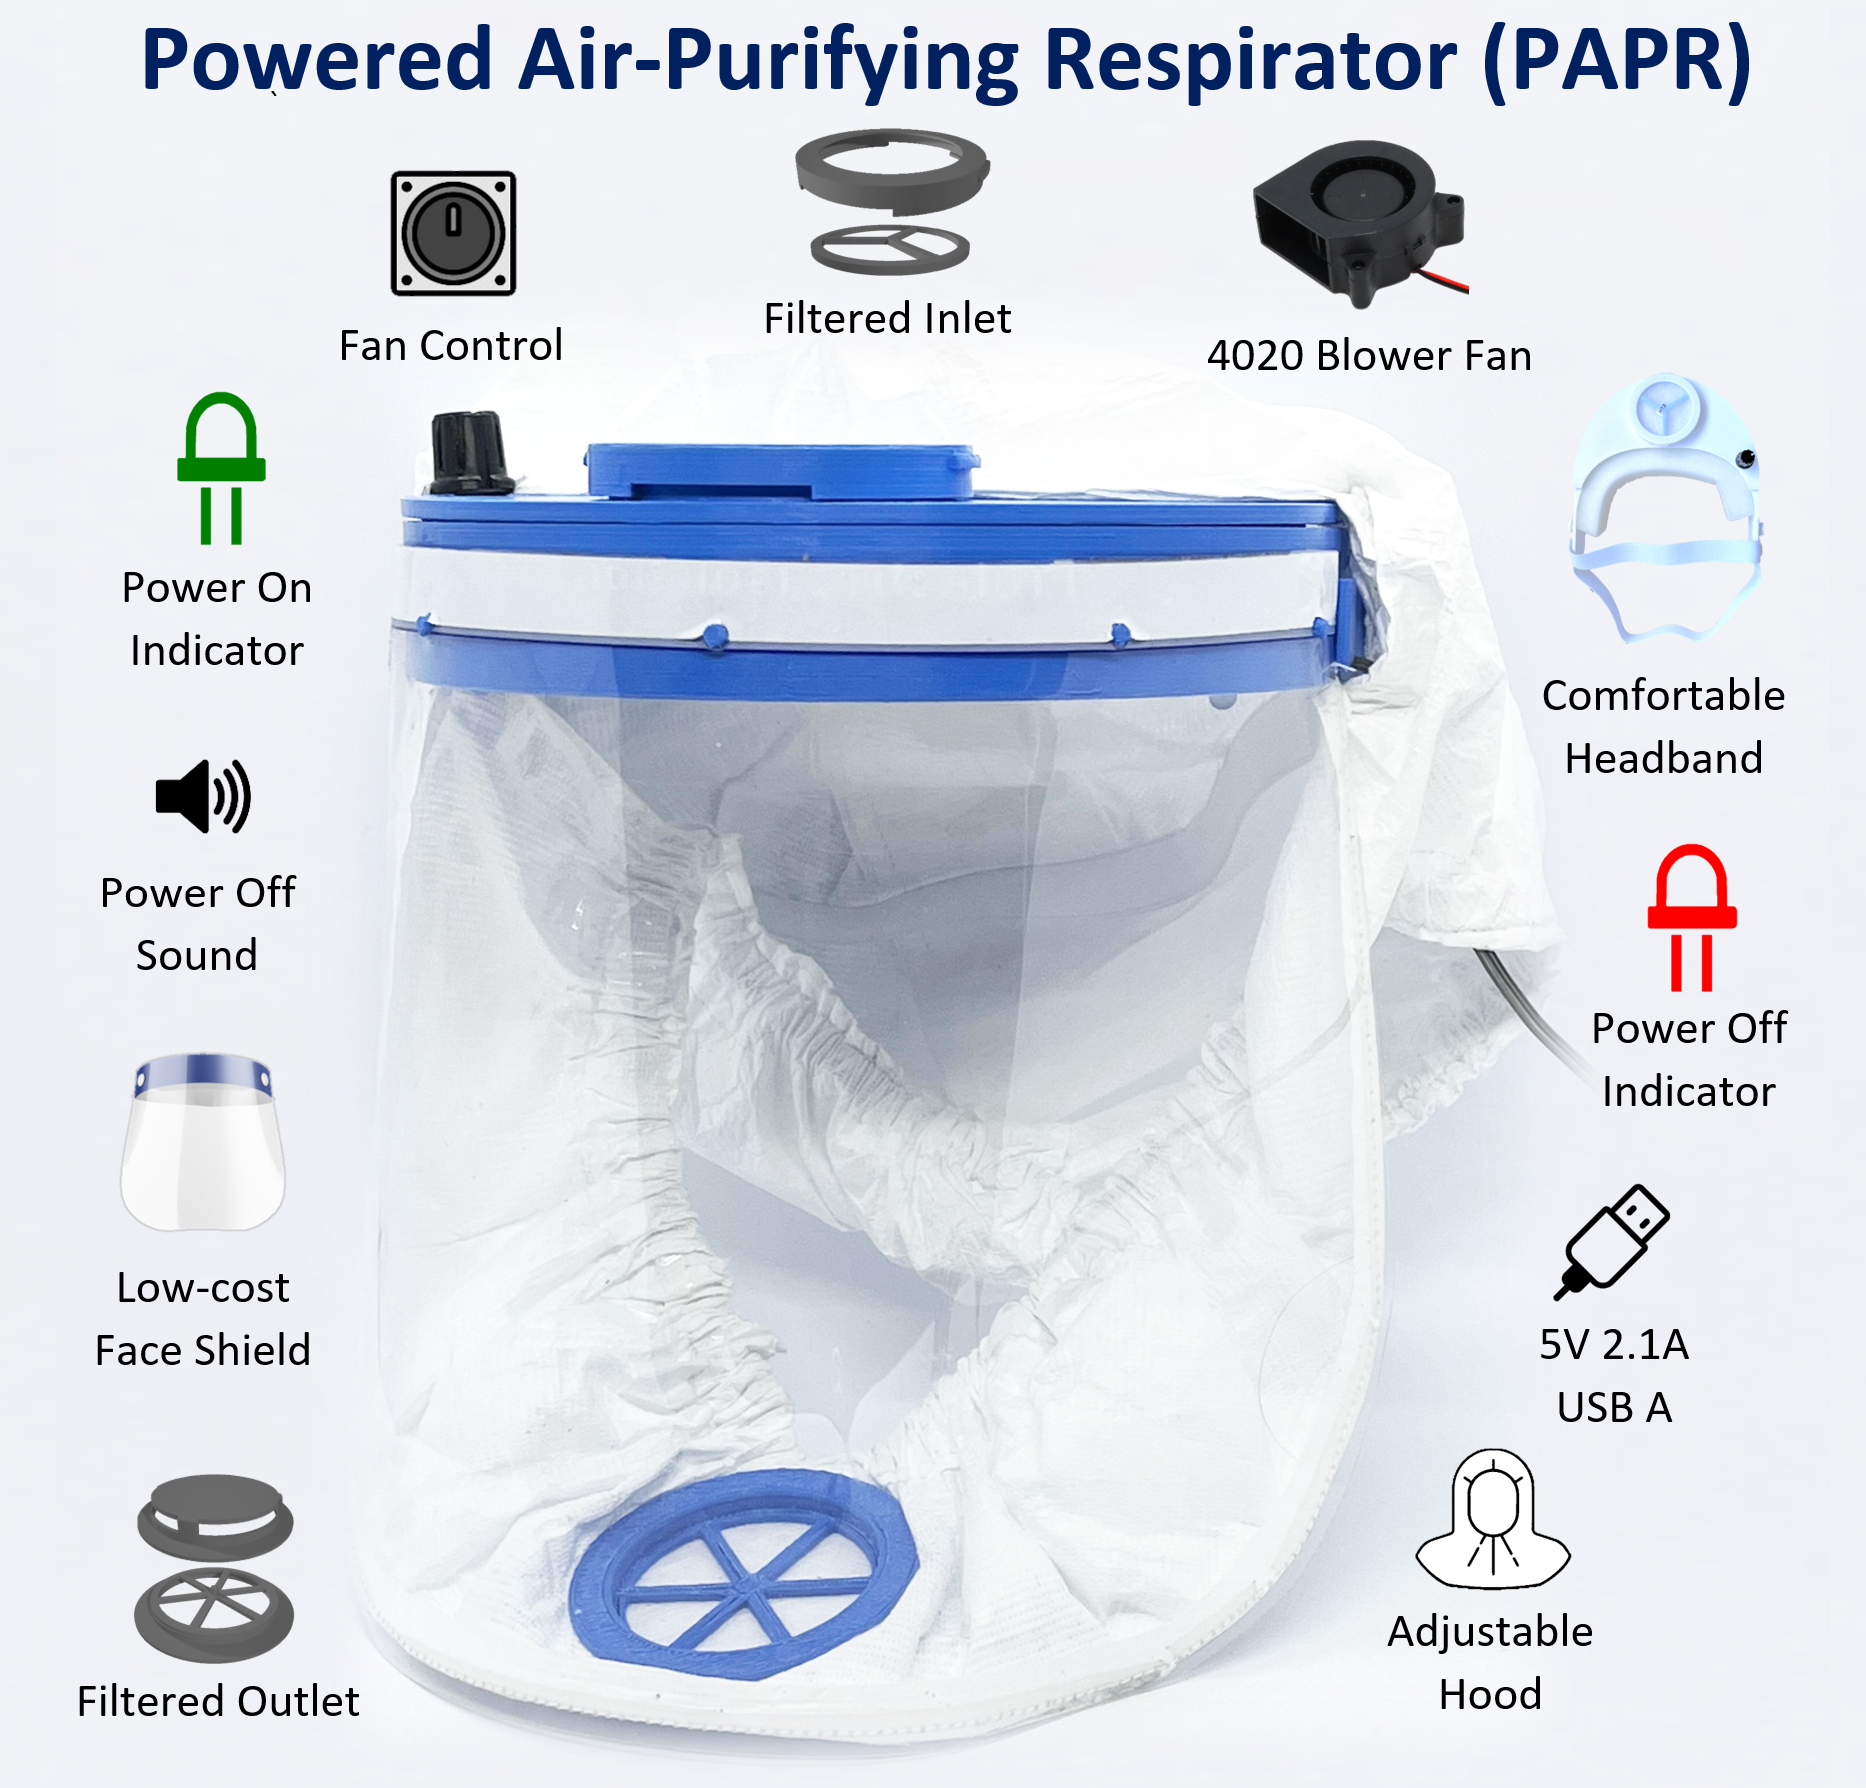 Powered Air-Purifying Respirator (PAPR)
Fan Control
Filtered Inlet
4020 Blower Fan
Power On
Indicator
Comfortable
Headband
Power Off
Sound
Power Off
Indicator
Low-cost
Face Shield
5V 2.1A
USB A
Adjustable
Hood
Filtered Outlet